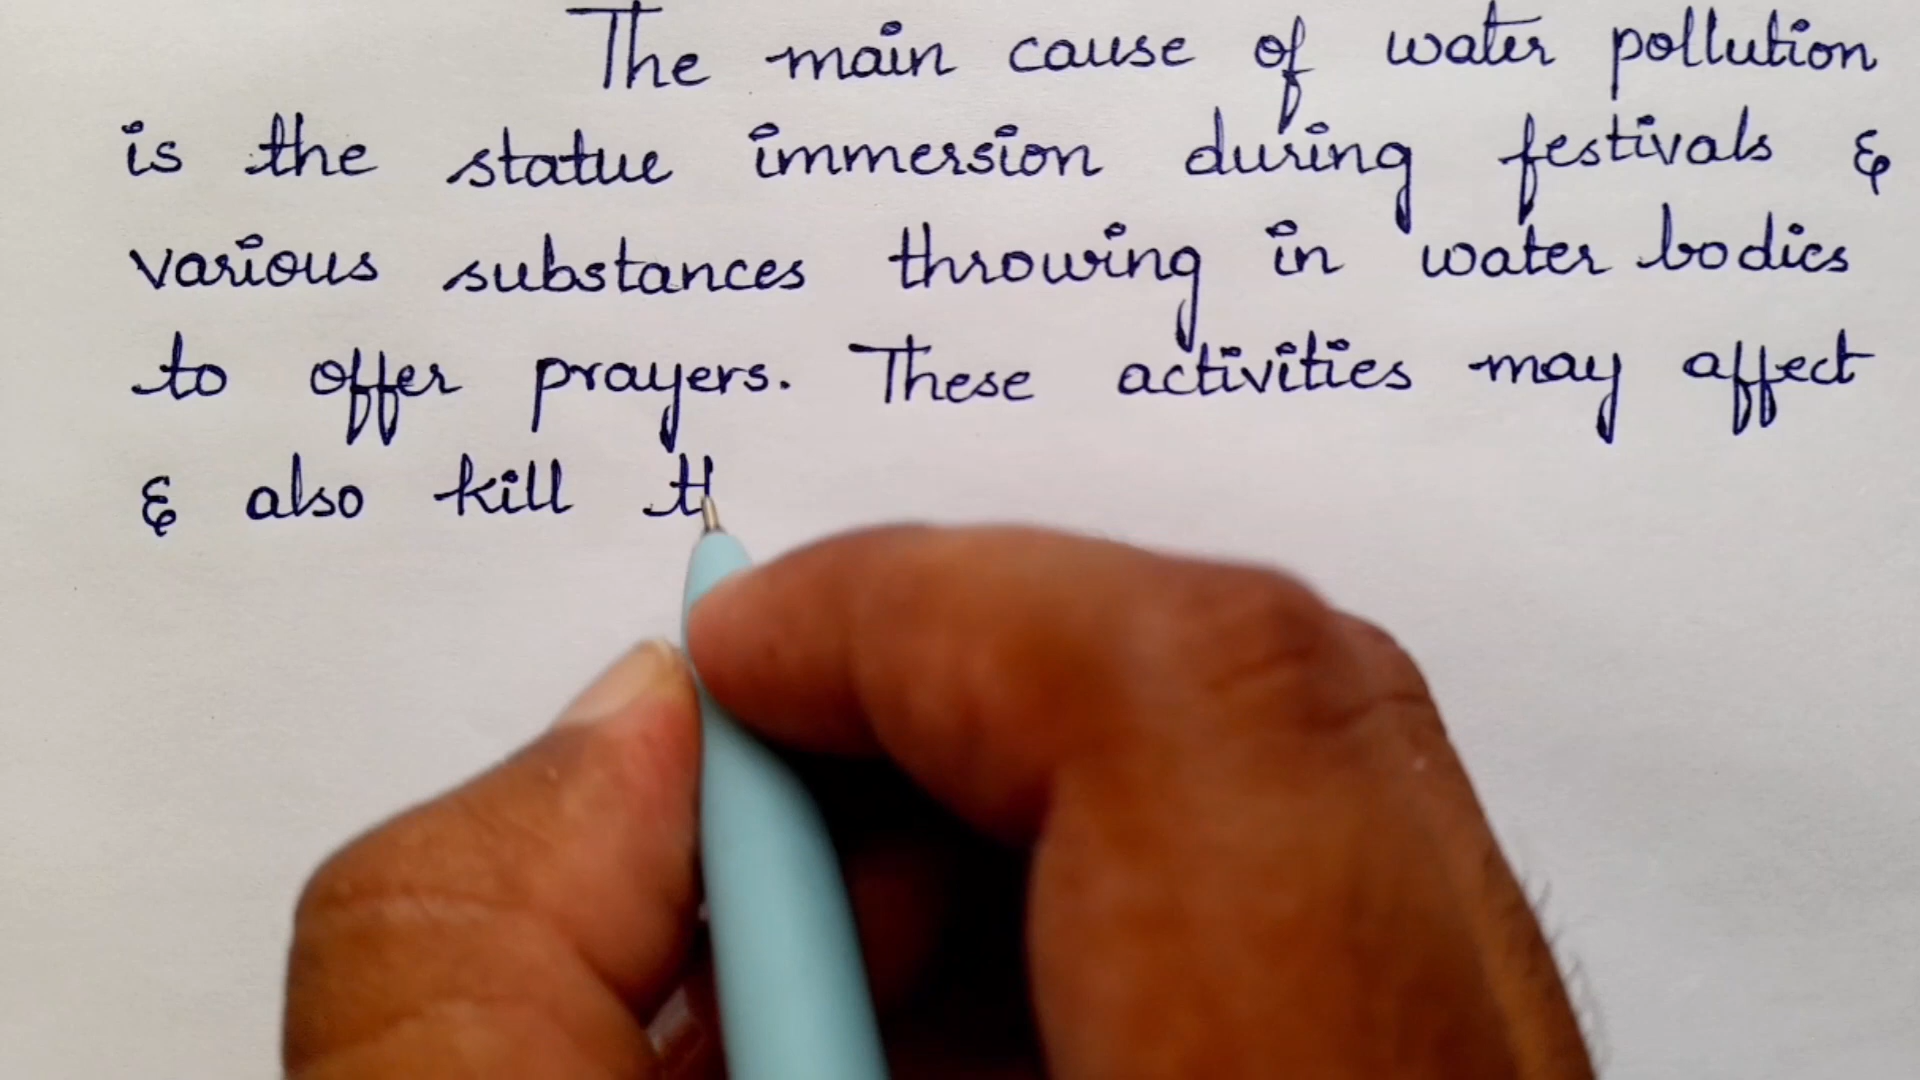 The main cause of water pollution
is the statue immersion during festivals &
various substances throwing in water bodies
to offer prayers. These activities may affect
& also kill th